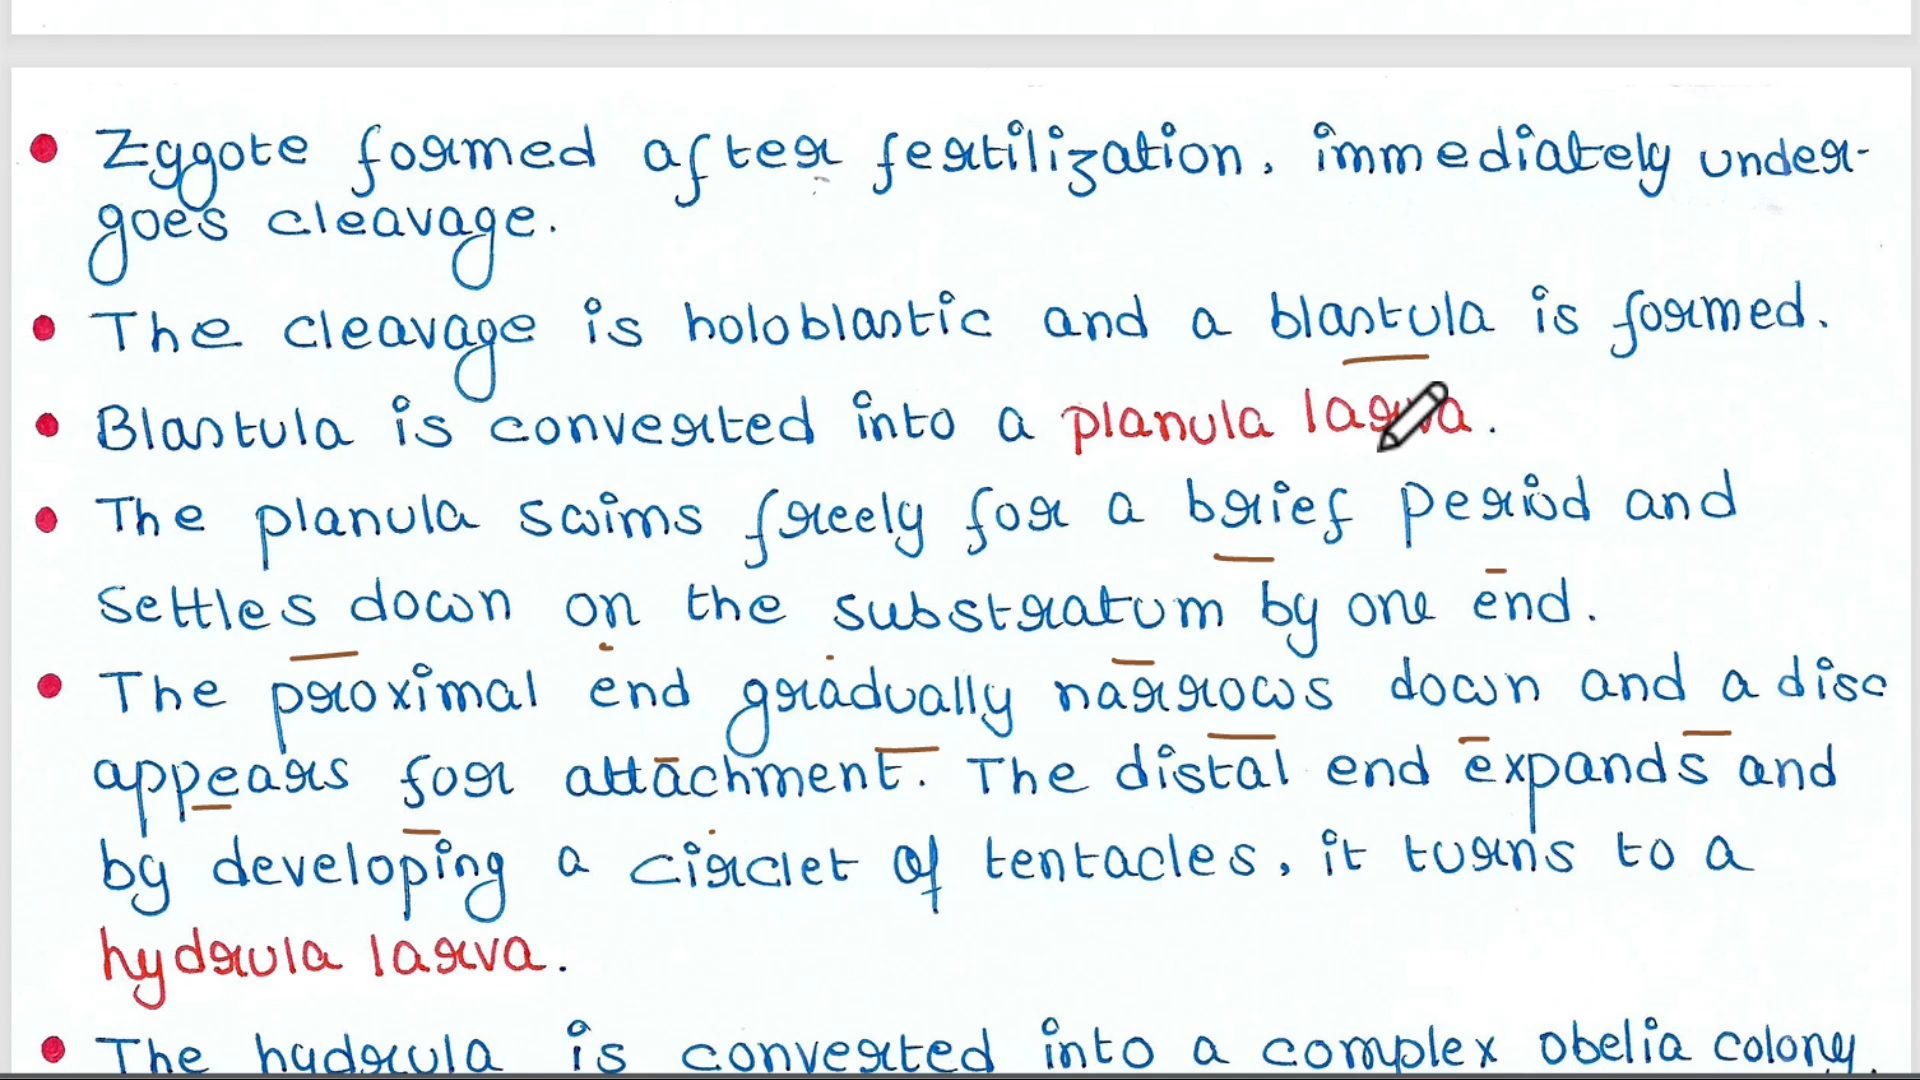 Zygote formed after fertilization, immediately under-
goes cleavage.
The cleavage is holoblastic and a blastula is formed.
Blastula is converted into a planula larva.
The planula swims freely for a brief period and
settles down on the substratum by one end.
The proximal end gradually narrows down and a disc
appears for attachment. The distal end expands and
by developing a circlet of tentacles, it turns to a
hydrula larva.
The hydrula is converted into a complex obelia colony.